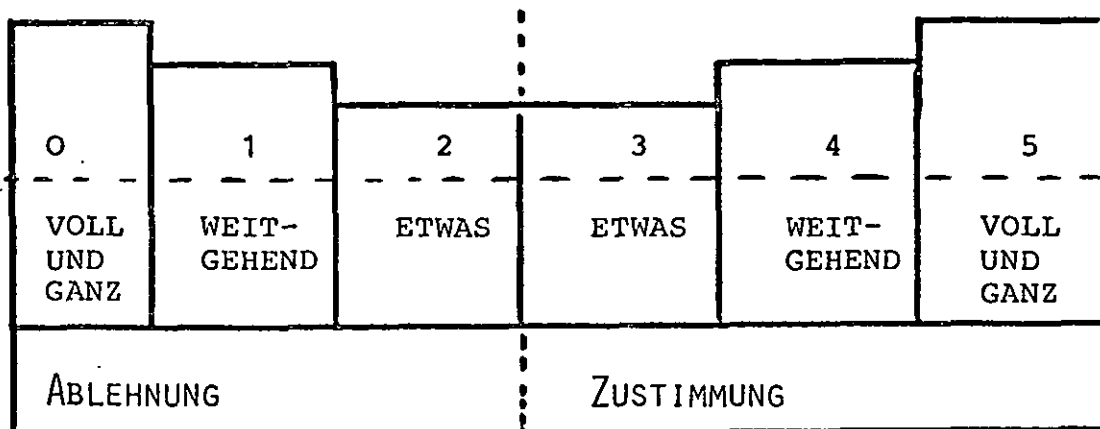 O 1 2 3 4 5
VOLL WEIT- ETWAS ETWAS WEIT- VOLL
UND GEHEND GEHEND UND
GANZ GANZ
ABLEHNUNG ZUSTIMMUNG